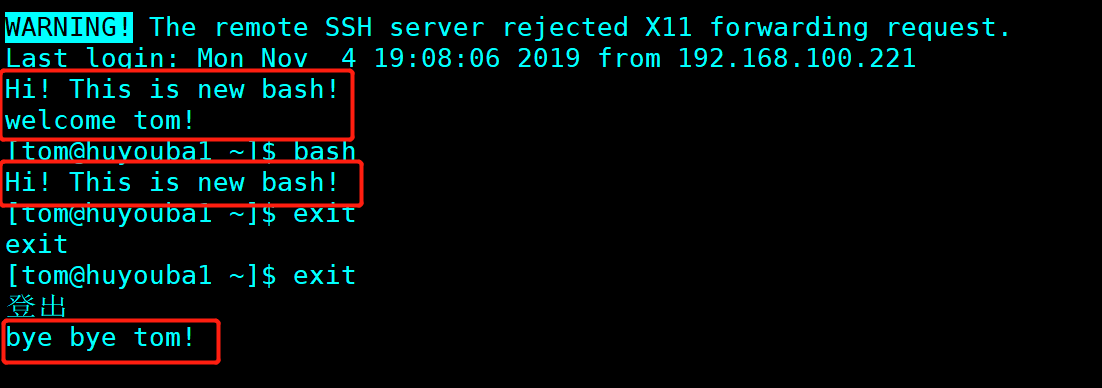 WARNING! The remote SSH server rejected X11 forwarding request.
Last login: Mon Nov  4 19:08:06 2019 from 192.168.100.221
Hi! This is new bash!
welcome tom!
[tom@huyouba1 ~]$ bash
Hi! This is new bash!
[tom@huyouba1 ~]$ exit
exit
[tom@huyouba1 ~]$ exit
登出
bye bye tom!